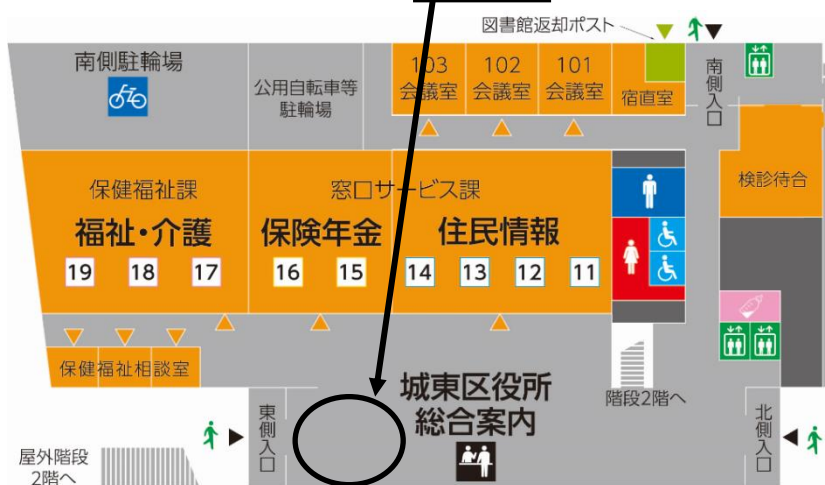 図書館返却ポスト
南側駐輪場
公用自転車等
駐輪場
103
会議室
102
会議室
101
会議室
宿直室
南側入口
検診待合
保健福祉課
福祉・介護
19
18
17
窓口サービス課
保険年金
16
15
住民情報
14
13
12
11
保健福祉相談室
城東区役所
総合案内
階段2階へ
東側入口
北側入口
屋外階段
2階へ